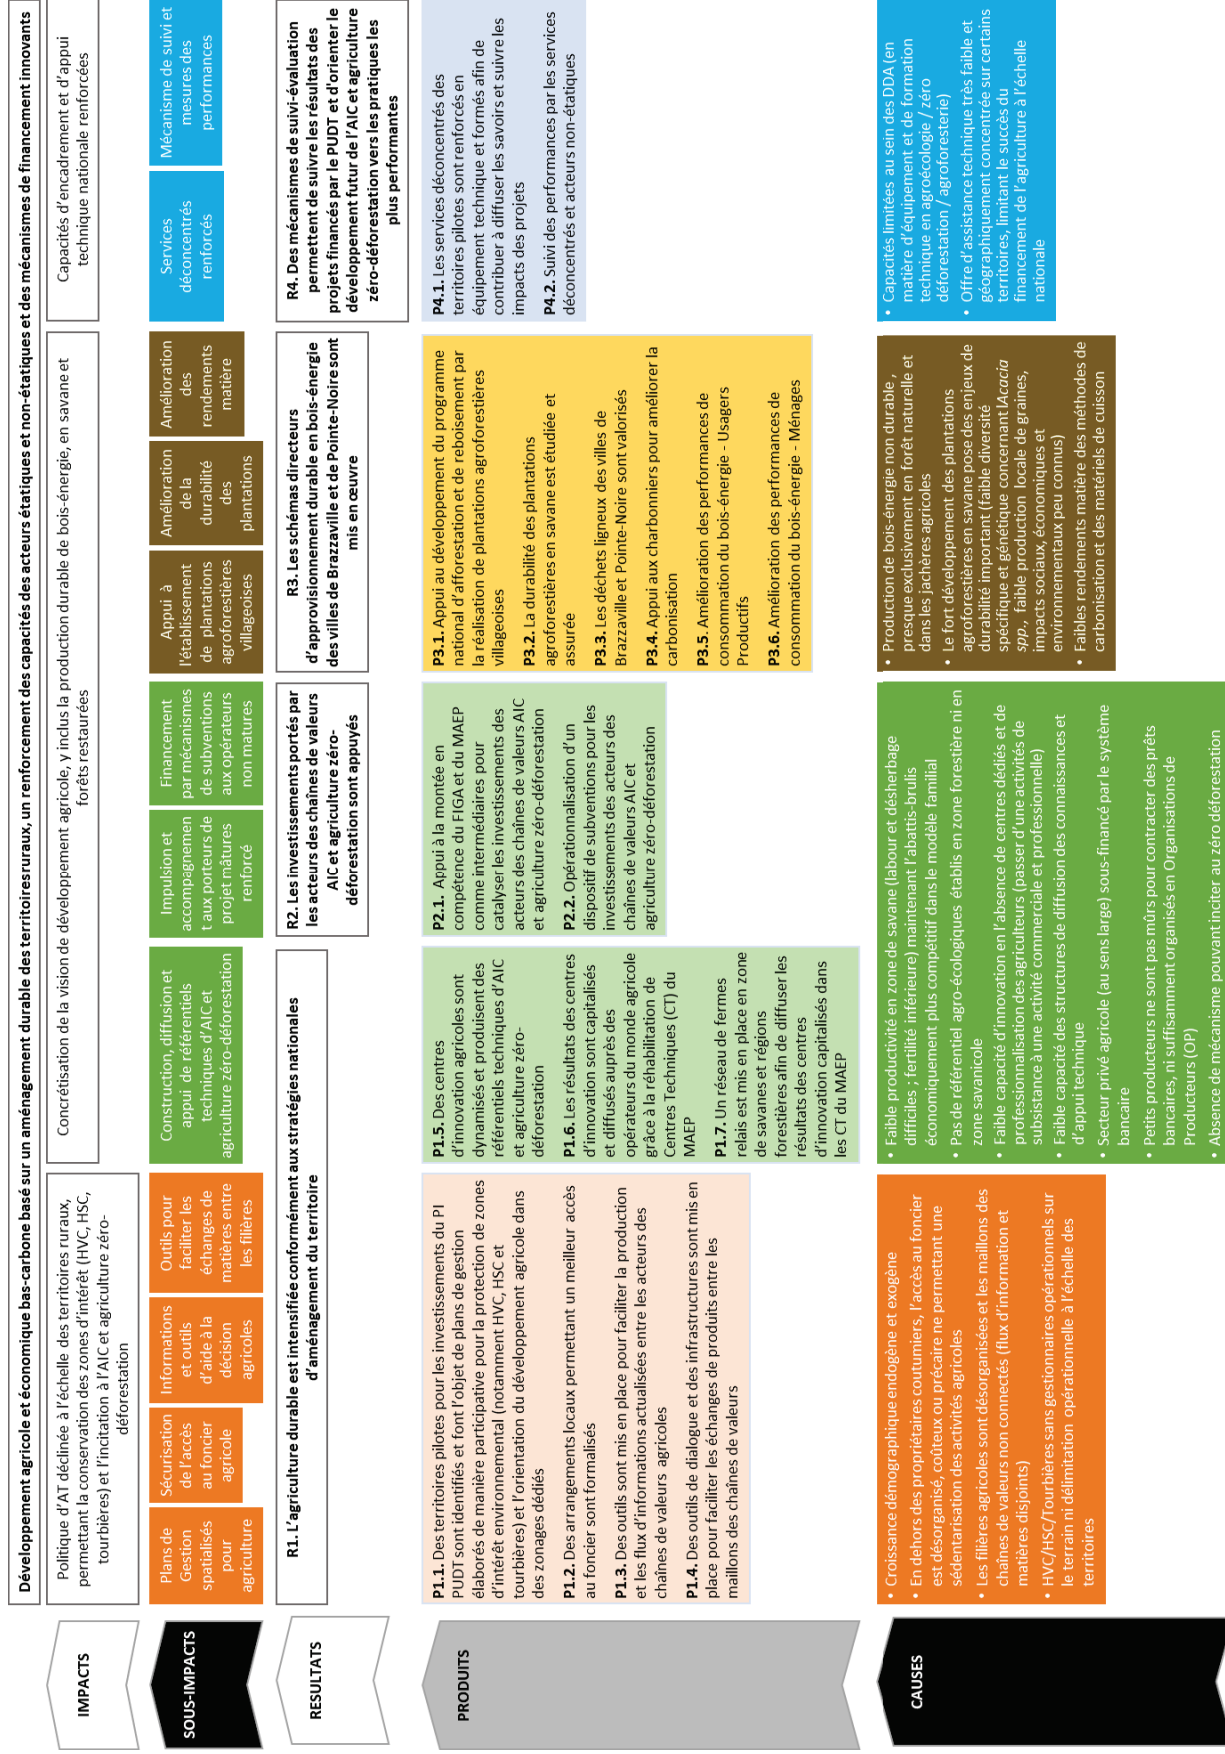 Développement agricole et économique bas-carbone basé sur un aménagement durable des territoiresruraux, un renforcement des capacités des acteurs étatiques et non-étatiques et des mécanismes de financement innovants
IMPACTS
Politique d'AT déclinée à l'échelle des territoires ruraux,
permettant la conservation des zones d'intérêt (HVC, HSC,
tourbières) et l'incitation à l'AIC et agriculture zéro-
déforestation
Concrétisation de la vision de développement agricole, y inclus la production durable de bois-énergie, en savane et
forêts restaurées
Capacités d'encadrement et d'appui
technique nationale renforcées
SOUS-IMPACTS
Plans de
Gestion
spatialisés
pour
agriculture
Sécurisation
de l'accès
au foncier
agricole
Informations
et outils
d'aide à la
décision
agricoles
Outils pour
faciliter les
échanges de
matières entre
les filières
Construction, diffusion et
appui de référentiels
techniques d'AIC et
agriculture zéro-déforestation
Impulsion et
accompagnemen
t aux porteurs de
projet mâtures
renforcé
Financement
par mécanismes
de subventions
aux opérateurs
non matures
Appui à
l'établissement
de plantations
agroforestières
villageoises
Amélioration
de la
durabilité
des
plantations
Amélioration
des
rendements
matière
Services
déconcentrés
renforcés
Mécanisme de suivi et
mesures des
performances
RESULTATS
R1. L'agriculture durable est intensifiée conformément aux stratégies nationales
d'aménagement du territoire
R2. Les investissements portés par
les acteurs des chaînes de valeurs
AIC et agriculture zéro-
déforestation sont appuyés
R3. Les schémas directeurs
d'approvisionnement durable en bois-énergie
des villes de Brazzaville et de Pointe-Noire sont
mis en œuvre
R4. Des mécanismes de suivi-évaluation
permettent de suivre les résultats des
projets financés par le PUDT et d'orienter le
développement futur de l'AIC et agriculture
zéro-déforestation vers les pratiques les
plus performantes
PRODUITS
P1.1. Des territoires pilotes pour les investissements du PI
PUDT sont identifiés et font l'objet de plans de gestion
élaborés de manière participative pour la protection de zones
d'intérêt environnemental (notamment HVC, HSC et
tourbières) et l'orientation du développement agricole dans
des zonages dédiés
P1.2. Des arrangements locaux permettant un meilleur accès
au foncier sont formalisés
P1.3. Des outils sont mis en place pour faciliter la production
et les flux d'informations actualisées entre les acteurs des
chaînes de valeurs agricoles
P1.4. Des outils de dialogue et des infrastructures sont mis en
place pour faciliter les échanges de produits entre les
maillons des chaînes de valeurs
P1.5. Des centres
d'innovation agricoles sont
dynamisés et produisent des
référentiels techniques d'AIC
et agriculture zéro-
déforestation
P1.6. Les résultats des centres
d'innovation sont capitalisés
et diffusés auprès des
opérateurs du monde agricole
grâce à la réhabilitation de
Centres Techniques (CT) du
MAEP
P1.7. Un réseau de fermes
relais est mis en place en zone
de savanes et régions
forestières afin de diffuser les
résultats des centres
d'innovation capitalisés dans
les CT du MAEP
P2.1. Appui à la montée en
compétence du FIGA et du MAEP
comme intermédiaires pour
catalyser les investissements des
acteurs des chaînes de valeurs AIC
et agriculture zéro-déforestation
P2.2. Opérationnalisation d'un
dispositif de subventions pour les
investissements des acteurs des
chaînes de valeurs AIC et
agriculture zéro-déforestation
P3.1. Appui au développement du programme
national d'afforestation et de reboisement par
la réalisation de plantations agroforestières
villageoises
P3.2. La durabilité des plantations
agroforestières en savane est étudiée et
assurée
P3.3. Les déchets ligneux des villes de
Brazzaville et Pointe-Noire sont valorisés
P3.4. Appui aux charbonniers pour améliorer la
carbonisation
P3.5. Amélioration des performances de
consommation du bois-énergie - Usagers
Productifs
P3.6. Amélioration des performances de
consommation du bois-énergie - Ménages
P4.1. Les services déconcentrés des
territoires pilotes sont renforcés en
équipement technique et formés afin de
contribuer à diffuser les savoirs et suivre les
impacts des projets
P4.2. Suivi des performances par les services
déconcentrés et acteurs non-étatiques
CAUSES
• Croissance démographique endogène et exogène
• En dehors des propriétaires coutumiers, l'accès au foncier
est désorganisé, coûteux ou précaire ne permettant une
sédentarisation des activités agricoles
• Les filières agricoles sont désorganisées et les maillons des
chaînes de valeurs non connectés (flux d'information et
matières disjoints)
• HVC/HSC/Tourbières sans gestionnaires opérationnels sur
le terrain ni délimitation opérationnelle à l'échelle des
territoires
• Faible productivité en zone de savane (labour et désherbage
difficiles ; fertilité inférieure) maintenant l'abattis-brulis
économiquement plus compétitif dans le modèle familial
• Pas de référentiel agro-écologiques établis en zone forestière ni en
zone savanicole
• Faible capacité d'innovation en l'absence de centres dédiés et de
professionnalisation des agriculteurs (passer d'une activités de
subsistance à une activité commerciale et professionnelle)
• Faible capacité des structures de diffusion des connaissances et
d'appui technique
• Secteur privé agricole (au sens large) sous-financé par le système
bancaire
• Petits producteurs ne sont pas mûrs pour contracter des prêts
bancaires, ni suffisamment organisés en Organisations de
Producteurs (OP)
• Absence de mécanisme pouvant inciter au zéro déforestation
• Production de bois-énergie non durable ,
presque exclusivement en forêt naturelle et
dans les jachères agricoles
• Le fort développement des plantations
agroforestières en savane pose des enjeux de
durabilité important (faible diversité
spécifique et génétique concernant lAcacia
spp., faible production locale de graines,
impacts sociaux, économiques et
environnementaux peu connus)
• Faibles rendements matière des méthodes de
carbonisation et des matériels de cuisson
• Capacités limitées au sein des DDA (en
matière d'équipement et de formation
technique en agroécologie / zéro
déforestation / agroforesterie)
• Offre d'assistance technique très faible et
géographiquement concentrée sur certains
territoires, limitant le succès du
financement de l'agriculture à l'échelle
nationale